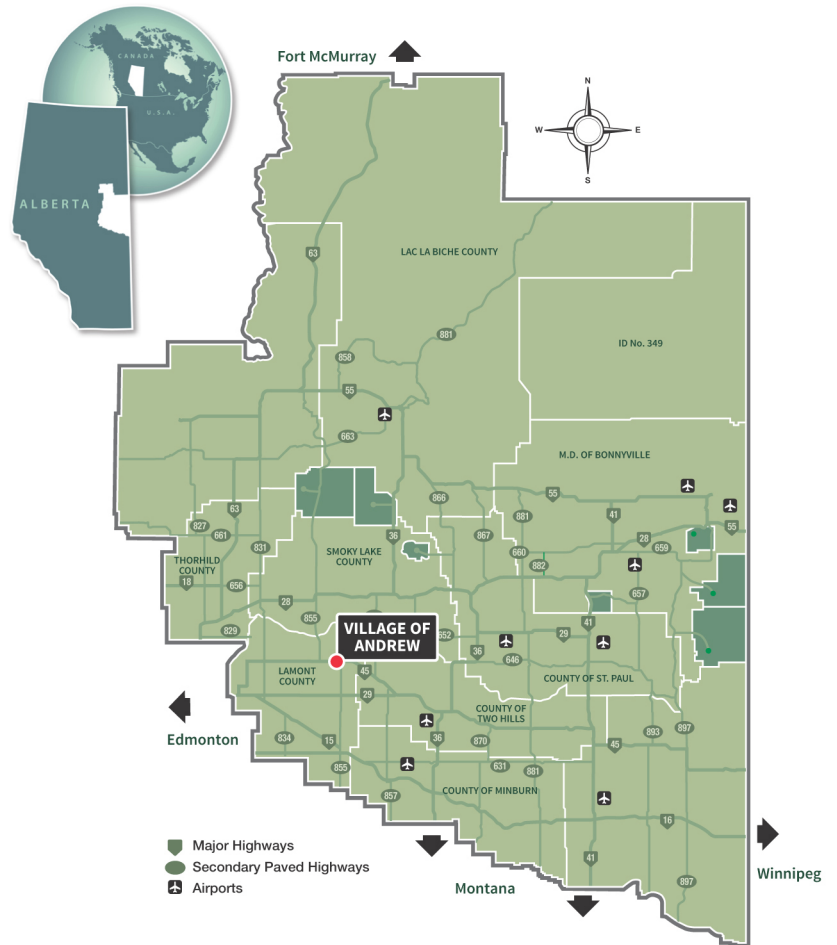 Fort McMurray
CANADA
U.S.A.
ALBERTA
N
W
E
S
63
LAC LA BICHE COUNTY
881
ID No. 349
858
55
663
M.D. OF BONNYVILLE
866
55
881
41
55
63
827
661
831
36
867
28
659
660
882
THORHILD
COUNTY
SMOKY LAKE
COUNTY
18
656
657
28
855
829
VILLAGE OF
ANDREW
652
41
29
36
646
LAMONT
COUNTY
45
29
COUNTY OF ST. PAUL
COUNTY OF
TWO HILLS
Edmonton
834
15
36
870
45
893
897
855
631
881
857
COUNTY OF MINBURN
16
41
897
Major Highways
Secondary Paved Highways
Airports
Montana
Winnipeg